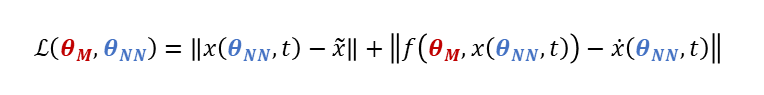 ℒ(θ_M, θ_NN) = ‖x(θ_NN, t) − x̃‖ + ‖f(θ_M, x(θ_NN, t)) − ẋ(θ_NN, t)‖